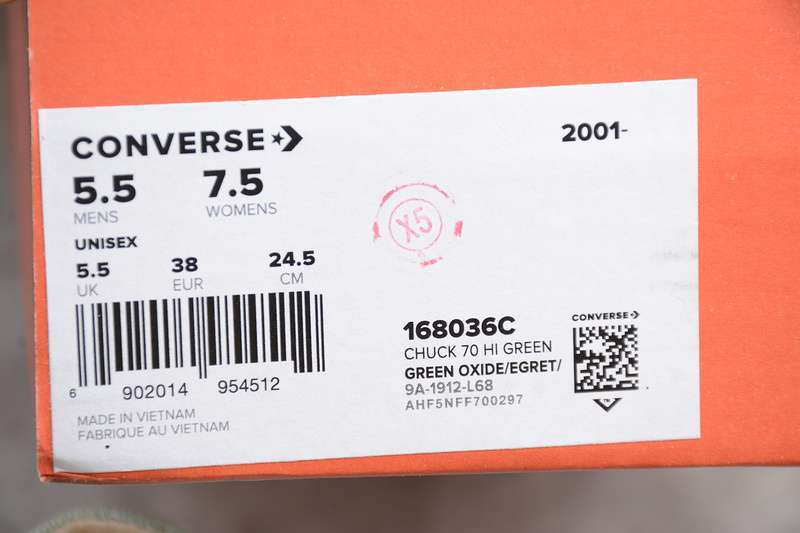 CONVERSE
2001-
5.5 7.5
MENS WOMENS
UNISEX
5.5 38 24.5
UK EUR CM
X5
6 902014 954512
MADE IN VIETNAM
FABRIQUE AU VIETNAM
168036C
CHUCK 70 HI GREEN
GREEN OXIDE/EGRET/
9A-1912-L68
AHF5NFF700297
CONVERSE
TM